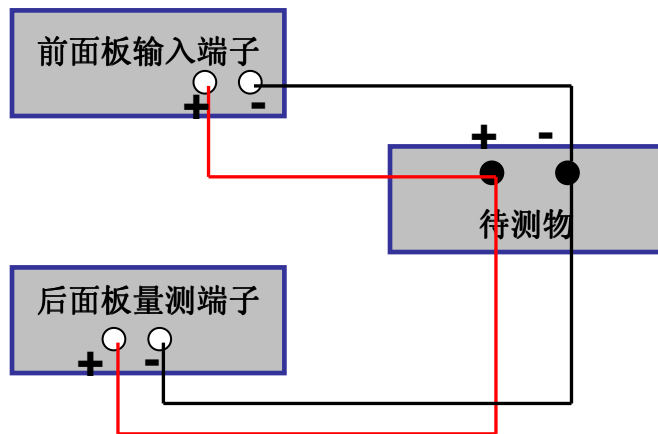 前面板输入端子
+ -
+ -
待测物
后面板量测端子
+ -